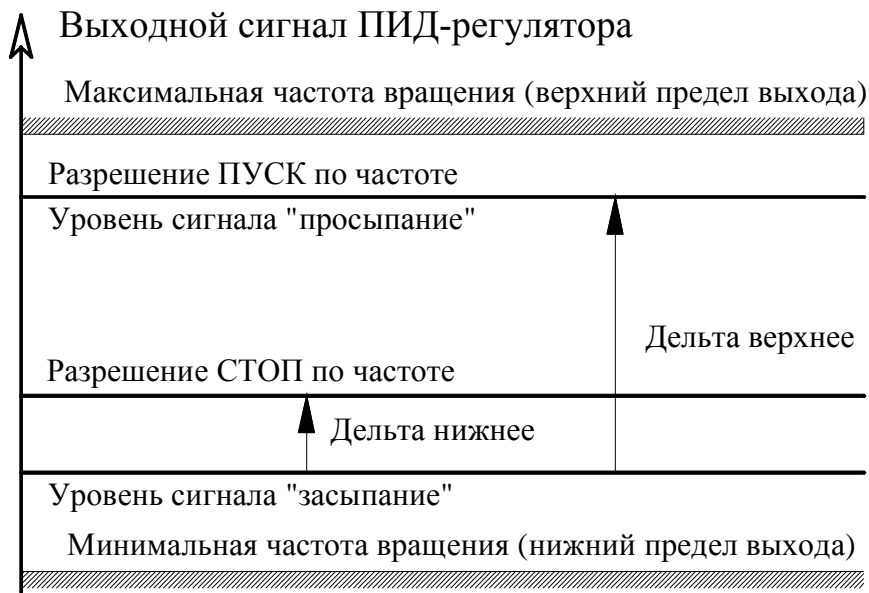 Выходной сигнал ПИД-регулятора
Максимальная частота вращения (верхний предел выхода)
Разрешение ПУСК по частоте
Уровень сигнала "просыпание"
Дельта верхнее
Разрешение СТОП по частоте
Дельта нижнее
Уровень сигнала "засыпание"
Минимальная частота вращения (нижний предел выхода)